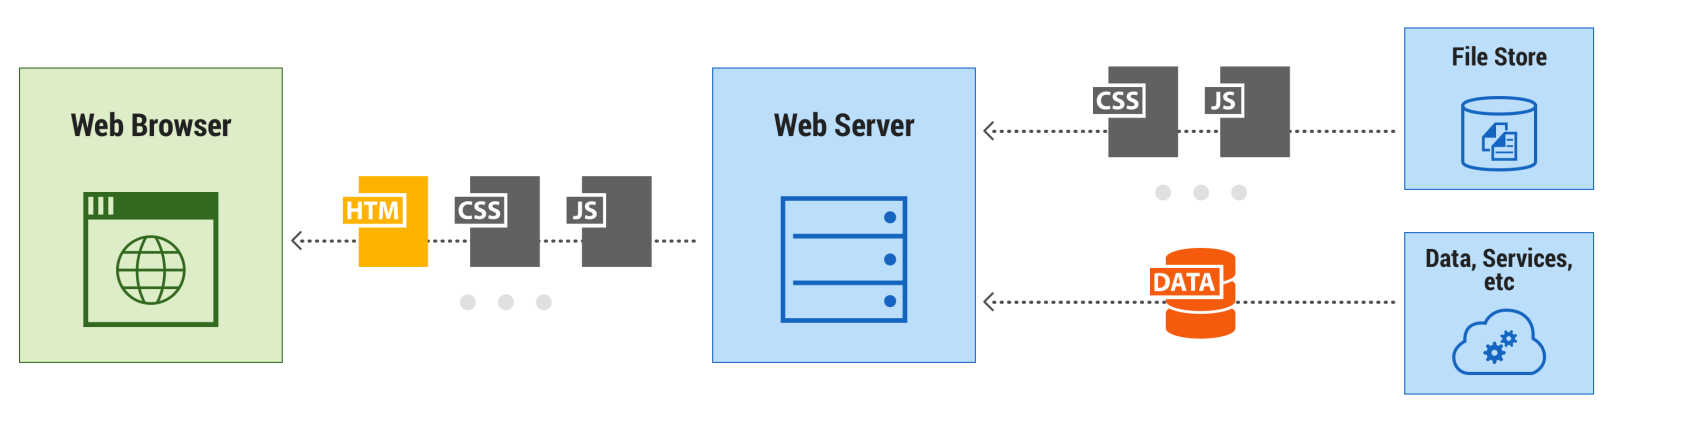 Web Browser
HTM
CSS
JS
Web Server
CSS
JS
DATA
File Store
Data, Services,
etc